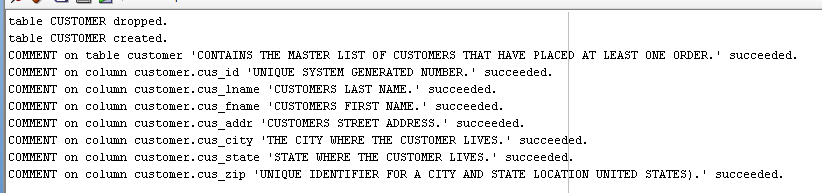 table CUSTOMER dropped.
table CUSTOMER created.
COMMENT on table customer 'CONTAINS THE MASTER LIST OF CUSTOMERS THAT HAVE PLACED AT LEAST ONE ORDER.' succeeded.
COMMENT on column customer.cus_id 'UNIQUE SYSTEM GENERATED NUMBER.' succeeded.
COMMENT on column customer.cus_lname 'CUSTOMERS LAST NAME.' succeeded.
COMMENT on column customer.cus_fname 'CUSTOMERS FIRST NAME.' succeeded.
COMMENT on column customer.cus_addr 'CUSTOMERS STREET ADDRESS.' succeeded.
COMMENT on column customer.cus_city 'THE CITY WHERE THE CUSTOMER LIVES.' succeeded.
COMMENT on column customer.cus_state 'STATE WHERE THE CUSTOMER LIVES.' succeeded.
COMMENT on column customer.cus_zip 'UNIQUE IDENTIFIER FOR A CITY AND STATE LOCATION UNITED STATES).' succeeded.